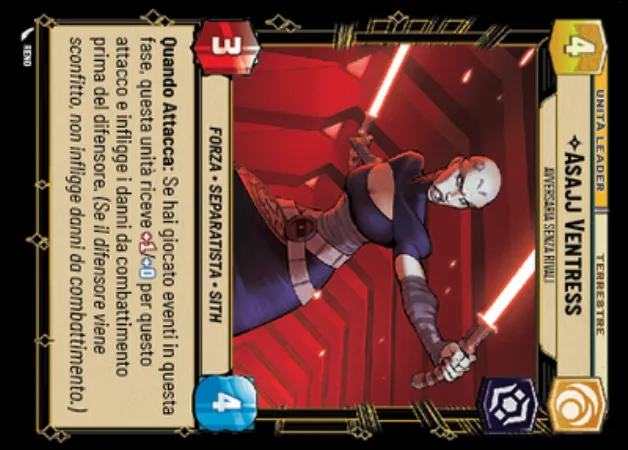 UNITÀ LEADER
TERRESTRE
4
ASAJJ VENTRESS
AVVERSARIA SENZA RIVALI
3
4
FORZA • SEPARATISTA • SITH
Quando Attacca: Se hai giocato eventi in questa
fase, questa unità riceve +1/+0 per questo
attacco e infligge i danni da combattimento
prima del difensore. (Se il difensore viene
sconfitto, non infligge danni da combattimento.)
RENO